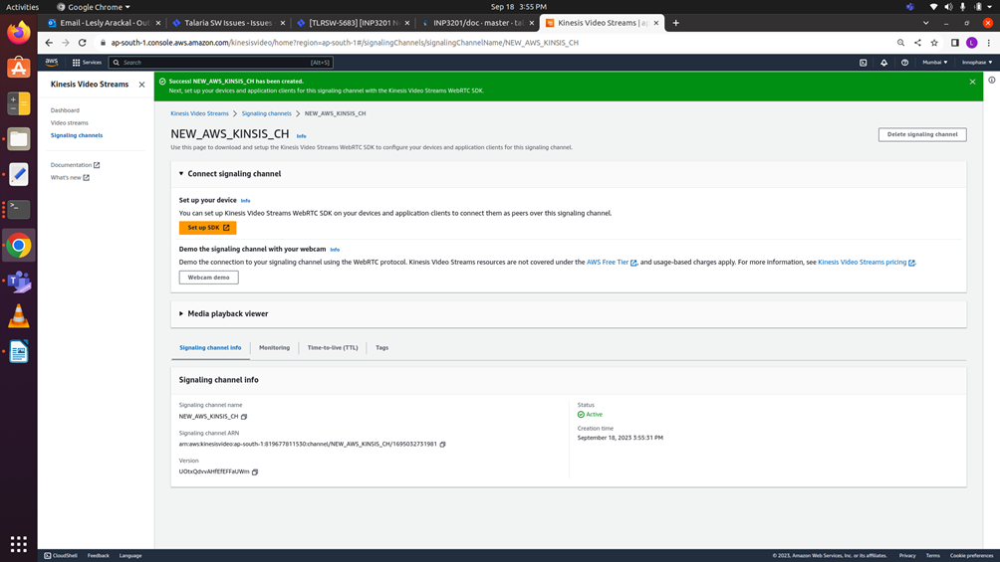 Activities
Google Chrome
Sep 18 3:55 PM
Email - Lesly Arackal - Out
Talaria SW Issues - Issues
[TLRSW-5683] [INP3201 N
INP3201/doc - master · tal
Kinesis Video Streams | ap
ap-south-1.console.aws.amazon.com/kinesisvideo/home?region=ap-south-1#/signalingChannels/signalingChannelName/NEW_AWS_KINSIS_CH
L
aws
Services
Search
[Alt+S]
Mumbai
Innophase
Kinesis Video Streams
Dashboard
Video streams
Signaling channels
Documentation
What's new
Success! NEW_AWS_KINSIS_CH has been created.
Next, set up your devices and application clients for this signaling channel with the Kinesis Video Streams WebRTC SDK.
Kinesis Video Streams > Signaling channels > NEW_AWS_KINSIS_CH
NEW_AWS_KINSIS_CH Info
Delete signaling channel
Use this page to download and setup the Kinesis Video Streams WebRTC SDK to configure your devices and application clients for this signaling channel.
Connect signaling channel
Set up your device Info
You can set up Kinesis Video Streams WebRTC SDK on your devices and application clients to connect them as peers over this signaling channel.
Set up SDK
Demo the signaling channel with your webcam Info
Demo the connection to your signaling channel using the WebRTC protocol. Kinesis Video Streams resources are not covered under the AWS Free Tier, and usage-based charges apply. For more information, see Kinesis Video Streams pricing.
Webcam demo
Media playback viewer
Signaling channel info
Monitoring
Time-to-live (TTL)
Tags
Signaling channel info
Signaling channel name
NEW_AWS_KINSIS_CH
Signaling channel ARN
arn:aws:kinesisvideo:ap-south-1:819677811530:channel/NEW_AWS_KINSIS_CH/1695032731981
Version
UOtxQdvvAHfEfEFFaUWm
Status
Active
Creation time
September 18, 2023 3:55:31 PM
CloudShell
Feedback
Language
© 2023, Amazon Web Services, Inc. or its affiliates.
Privacy
Terms
Cookie preferences